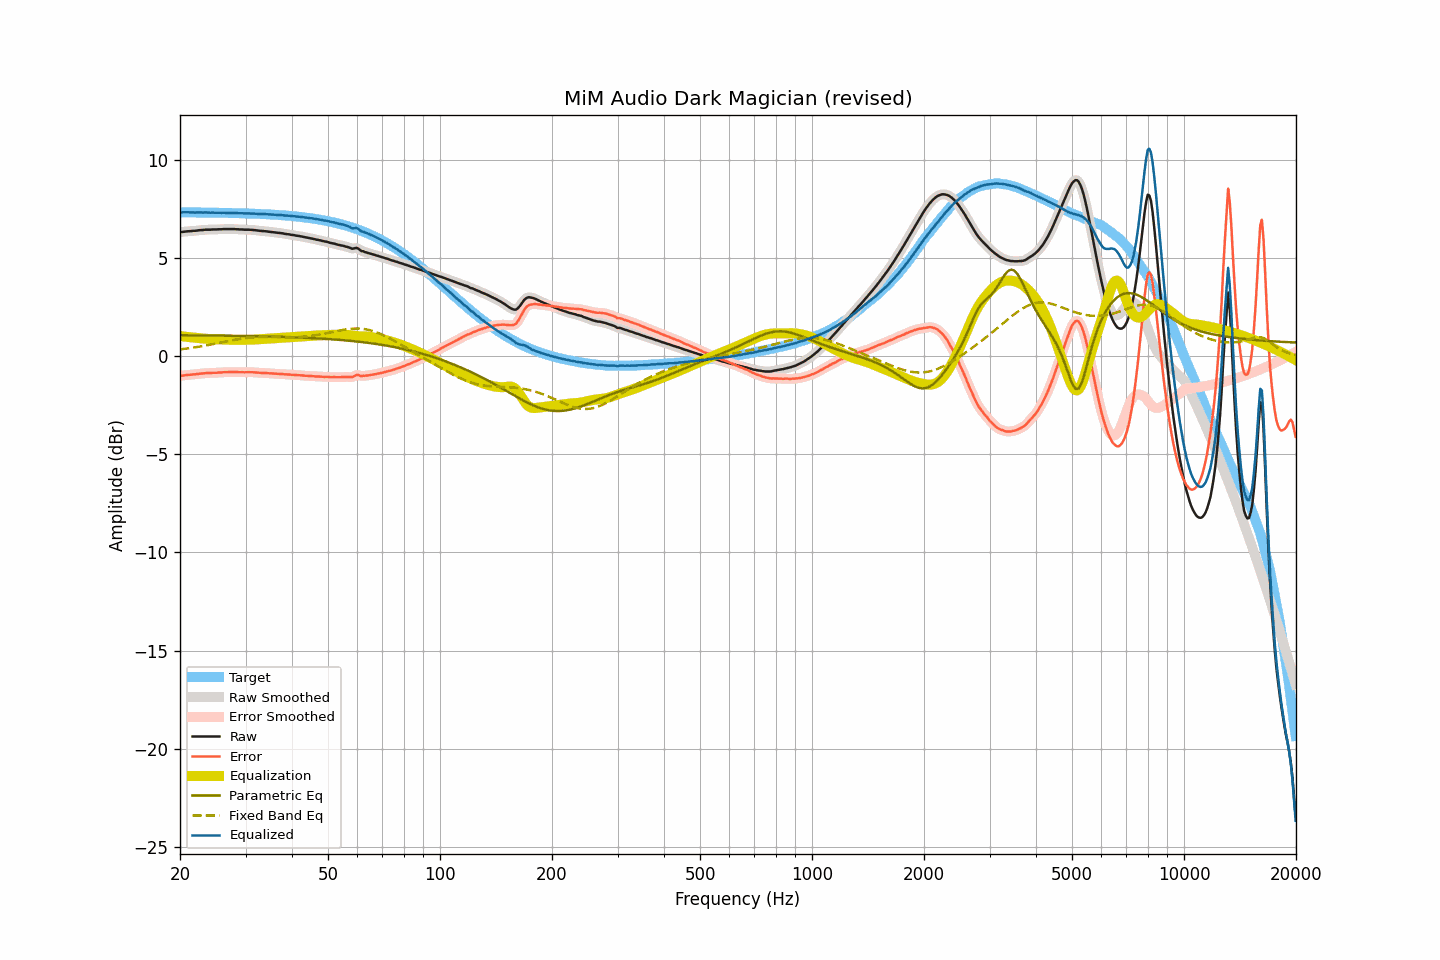 MiM Audio Dark Magician (revised)
10
5
0
−5
−10
−15
−20
−25
Amplitude (dBr)
Target
Raw Smoothed
Error Smoothed
Raw
Error
Equalization
Parametric Eq
Fixed Band Eq
Equalized
20 50 100 200 500 1000 2000 5000 10000 20000
Frequency (Hz)